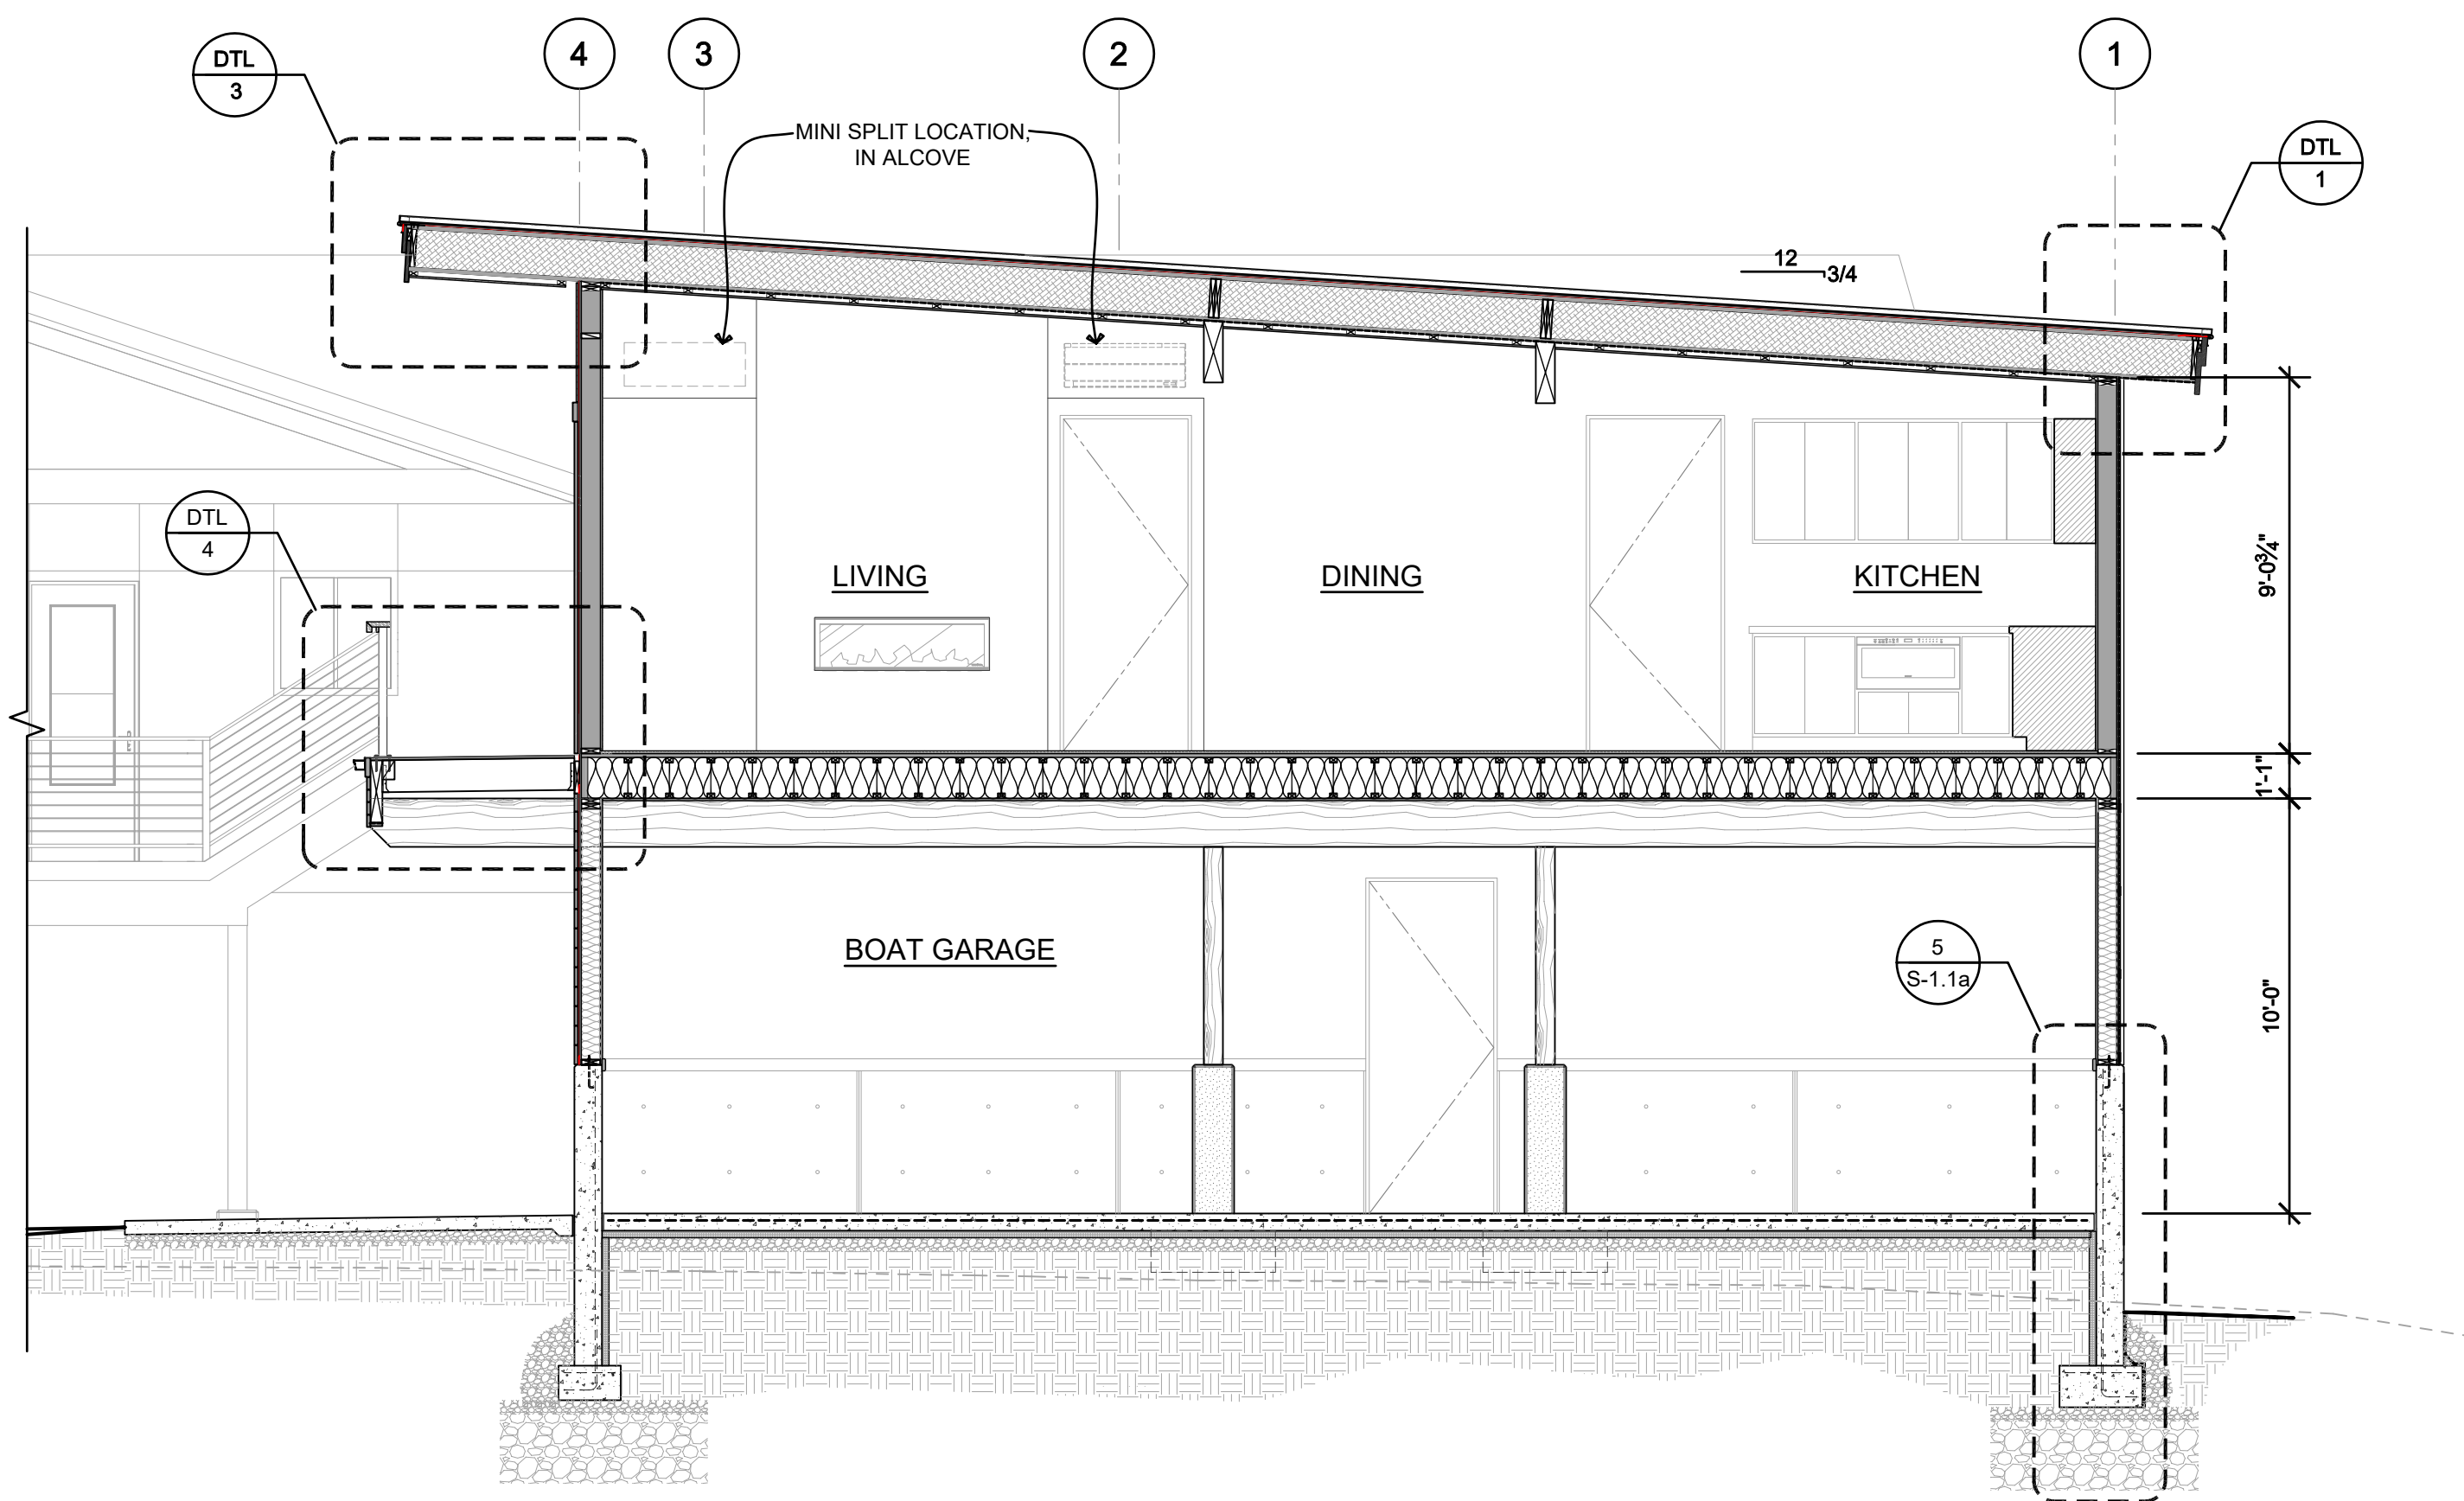 4
3
2
1
DTL
3
MINI SPLIT LOCATION,
IN ALCOVE
DTL
1
12
3/4
DTL
4
LIVING
DINING
KITCHEN
9'-0¾"
1'-1"
BOAT GARAGE
5
S-1.1a
10'-0"